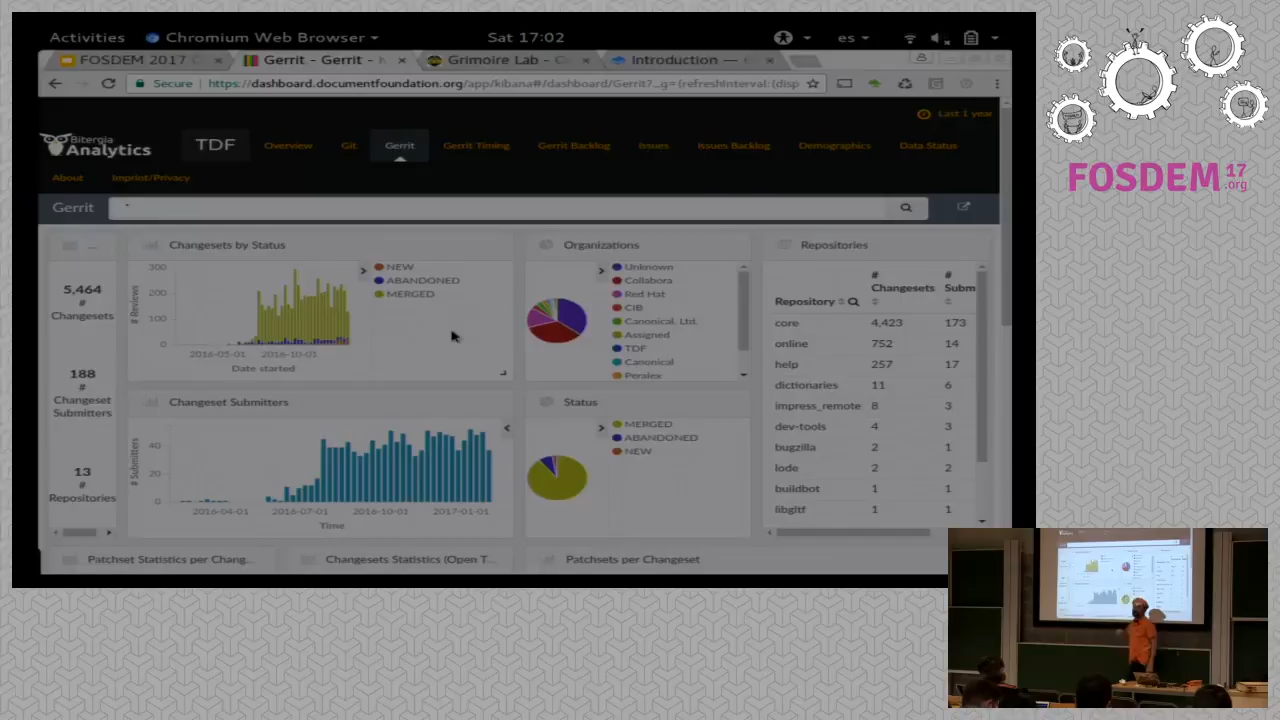 Activities Chromium Web Browser Sat 17:02 es
FOSDEM 2017 Gerrit - Gerrit - Grimoire Lab - Introduction —
Secure https://dashboard.documentfoundation.org/app/kibana#/dashboard/Gerrit?_g=(refreshInterval:(disp
Last 1 year
Bitergia
Analytics
TDF Overview Git Gerrit Gerrit Timing Gerrit Backlog Issues Issues Backlog Demographics Data Status
About Imprint/Privacy
Gerrit *
...
5,464
#
Changesets
188
#
Changeset
Submitters
13
#
Repositories
Changesets by Status
300
200
100
0
# Reviews
2016-03-01 2016-10-01
Date started
NEW
ABANDONED
MERGED
Organizations
Unknown
Collabora
Red Hat
CIB
Canonical, Ltd.
Assigned
TDF
Canonical
Peralex
Repositories
Repository # Changesets # Subm
core 4,423 173
online 752 14
help 257 17
dictionaries 11 6
impress_remote 8 3
dev-tools 4 3
bugzilla 2 1
lode 2 2
buildbot 1 1
libgltf 1 1
Changeset Submitters
40
20
0
# Submitters
2016-04-01 2016-07-01 2016-10-01 2017-01-01
Time
Status
MERGED
ABANDONED
NEW
Patchset Statistics per Chang... Changesets Statistics (Open T... Patchsets per Changeset
FOSDEM 17
.org